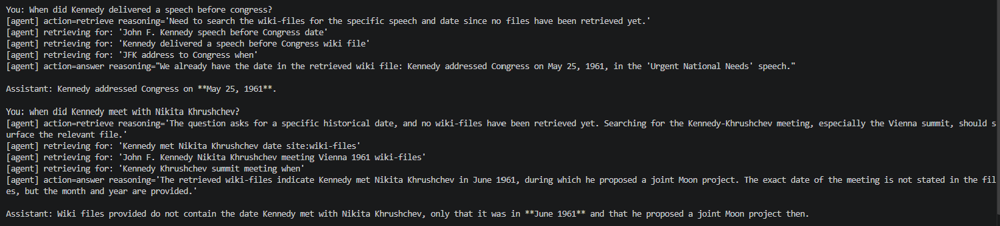 You: When did Kennedy delivered a speech before congress?
[agent] action=retrieve reasoning='Need to search the wiki-files for the specific speech and date since no files have been retrieved yet.'
[agent] retrieving for: 'John F. Kennedy speech before Congress date'
[agent] retrieving for: 'Kennedy delivered a speech before Congress wiki file'
[agent] retrieving for: 'JFK address to Congress when'
[agent] action=answer reasoning="We already have the date in the retrieved wiki file: Kennedy addressed Congress on May 25, 1961, in the 'Urgent National Needs' speech."
Assistant: Kennedy addressed Congress on **May 25, 1961**.
You: when did Kennedy meet with Nikita Khrushchev?
[agent] action=retrieve reasoning='The question asks for a specific historical date, and no wiki-files have been retrieved yet. Searching for the Kennedy-Khrushchev meeting, especially the Vienna summit, should s
urface the relevant file.'
[agent] retrieving for: 'Kennedy met Nikita Khrushchev date site:wiki-files'
[agent] retrieving for: 'John F. Kennedy Nikita Khrushchev meeting Vienna 1961 wiki-files'
[agent] retrieving for: 'Kennedy Khrushchev summit meeting when'
[agent] action=answer reasoning='The retrieved wiki-files indicate Kennedy met Nikita Khrushchev in June 1961, during which he proposed a joint Moon project. The exact date of the meeting is not stated in the fil
es, but the month and year are provided.'
Assistant: Wiki files provided do not contain the date Kennedy met with Nikita Khrushchev, only that it was in **June 1961** and that he proposed a joint Moon project then.